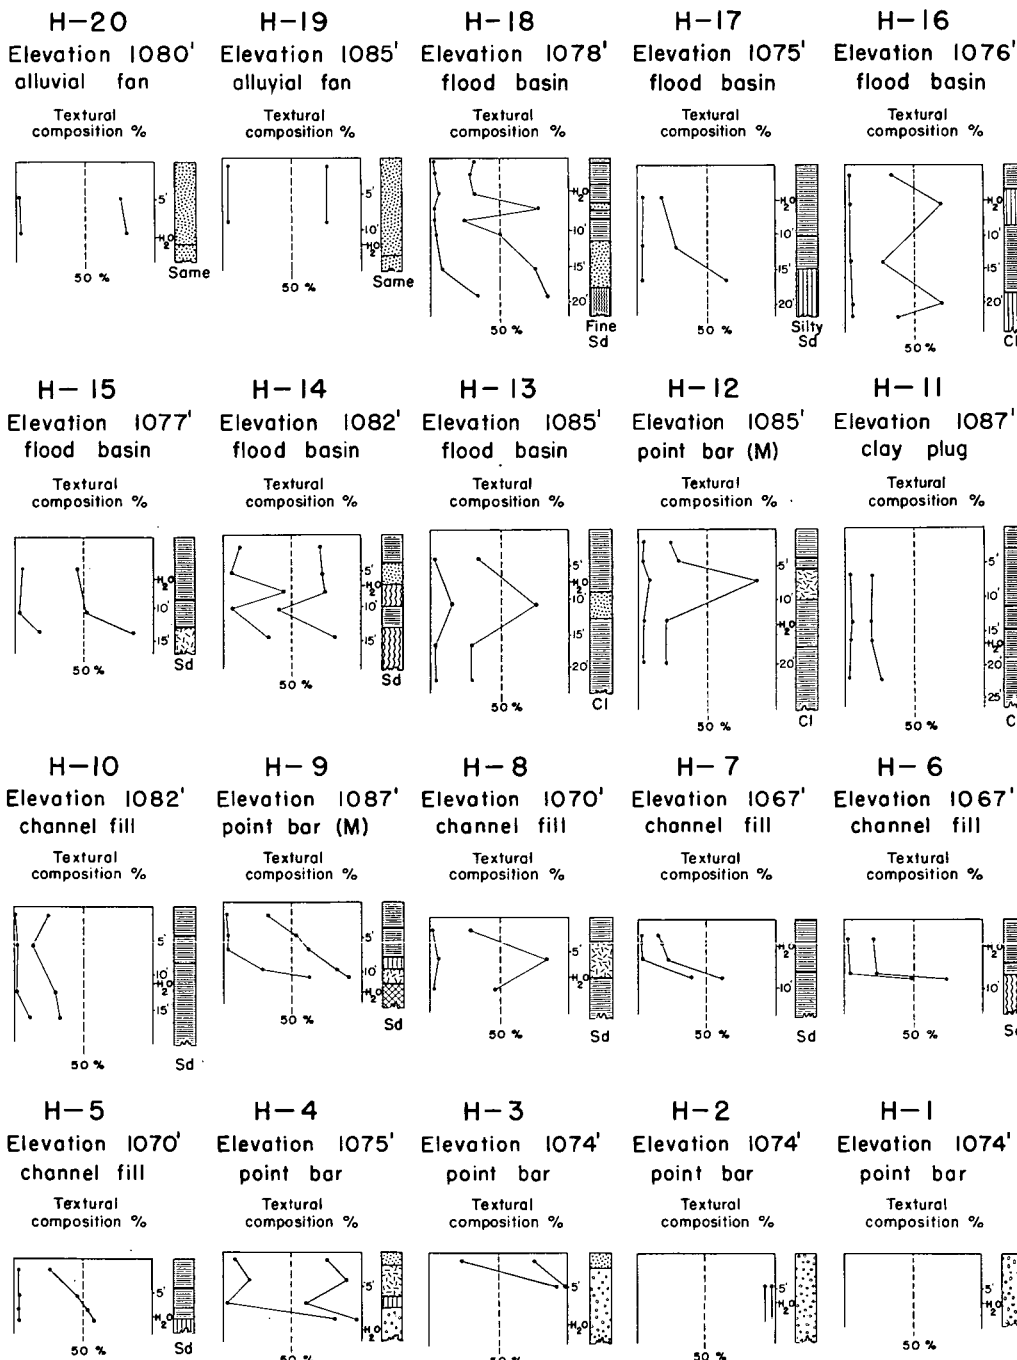 H-20 H-19 H-18 H-17 H-16
Elevation 1080' Elevation 1085' Elevation 1078' Elevation 1075' Elevation 1076'
alluvial fan alluvial fan flood basin flood basin flood basin
Textural Textural Textural Textural Textural
composition % composition % composition % composition % composition %
5' 5' H2O H2O H2O
10' H2O 10' H2O 10' 15' 20' 10' 15' 20' 10' 15' 20'
Same Same Fine Sd Silty Sd Cl
50 % 50 % 50 % 50 % 50 %
H-15 H-14 H-13 H-12 H-11
Elevation 1077' Elevation 1082' Elevation 1085' Elevation 1085' Elevation 1087'
flood basin flood basin flood basin point bar (M) clay plug
Textural Textural Textural Textural Textural
composition % composition % composition % composition % composition %
H2O 10' 15' 5' H2O 10' 15' 5' H2O 10' 15' 20' 5' 10' H2O 20' 5' 10' 15' H2O 20' 25'
Sd Sd Cl Cl C
50 % 50 % 50 % 50 % 50 %
H-10 H-9 H-8 H-7 H-6
Elevation 1082' Elevation 1087' Elevation 1070' Elevation 1067' Elevation 1067'
channel fill point bar (M) channel fill channel fill channel fill
Textural Textural Textural Textural Textural
composition % composition % composition % composition % composition %
5' 10' H2O 15' 5' 10' H2O 5' H2O H2O 5' 10' H2O 5' 10'
Sd Sd Sd Sd S
50 % 50 % 50 % 50 % 50 %
H-5 H-4 H-3 H-2 H-1
Elevation 1070' Elevation 1075' Elevation 1074' Elevation 1074' Elevation 1074'
channel fill point bar point bar point bar point bar
Textural Textural Textural Textural Textural
composition % composition % composition % composition % composition %
5' H2O 5' H2O 5' H2O 5' H2O 5' H2O
Sd
50 % 50 % 50 % 50 % 50 %